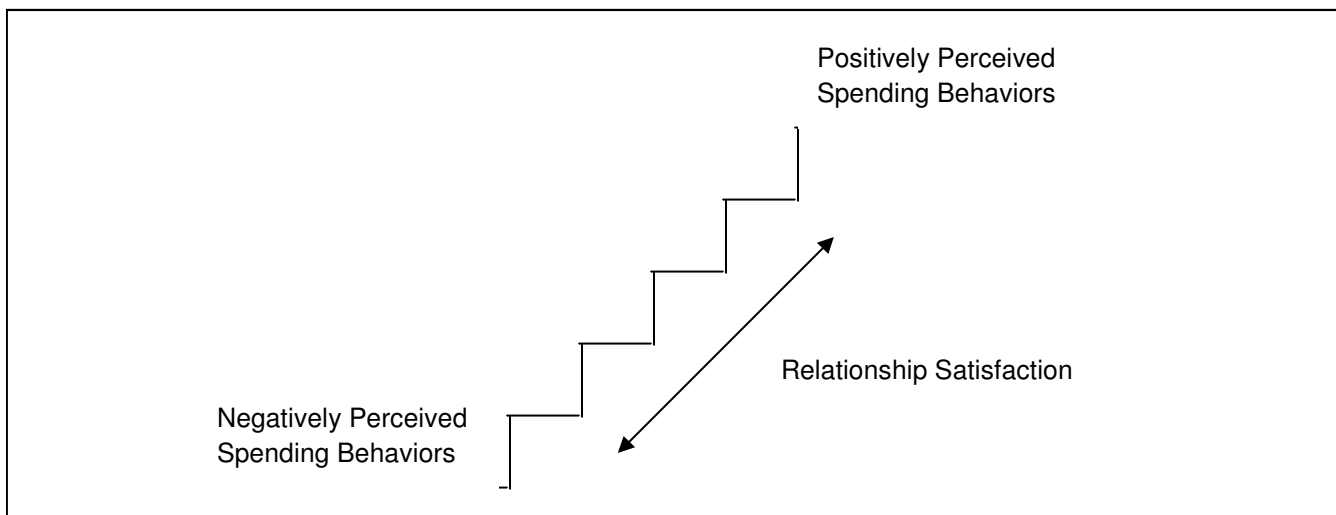 Positively Perceived
Spending Behaviors
Relationship Satisfaction
Negatively Perceived
Spending Behaviors